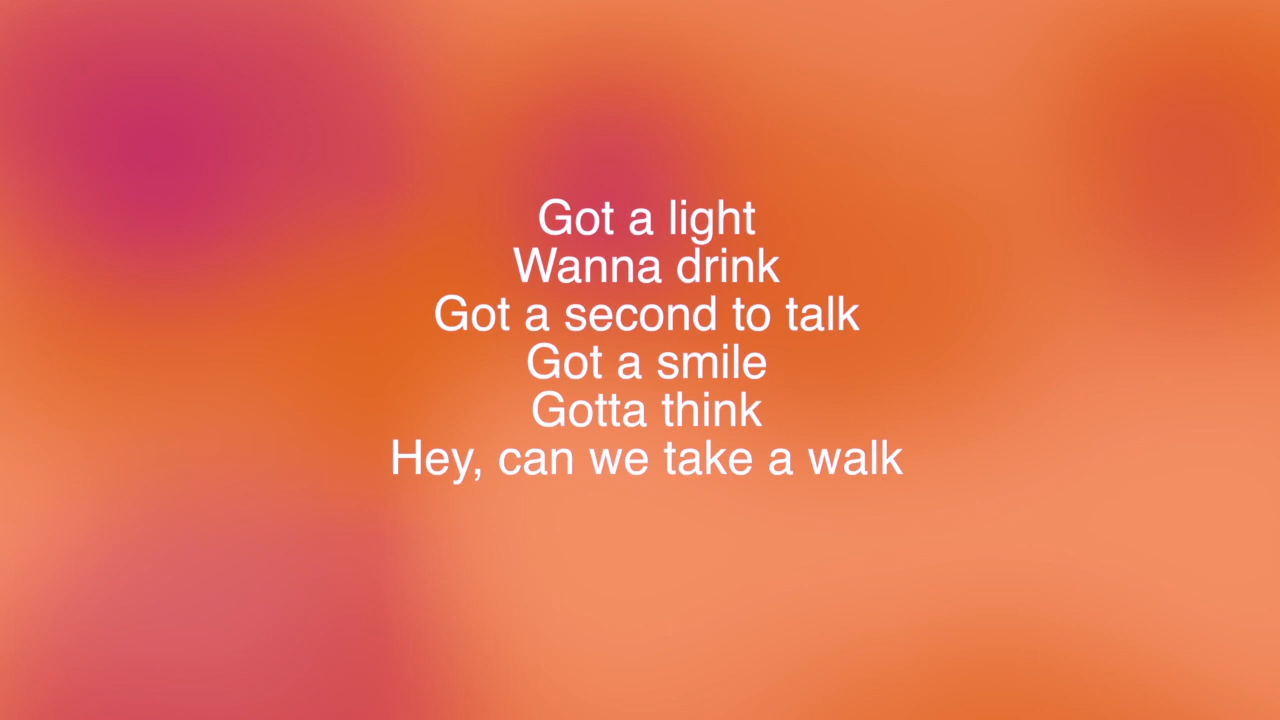 Got a light
Wanna drink
Got a second to talk
Got a smile
Gotta think
Hey, can we take a walk